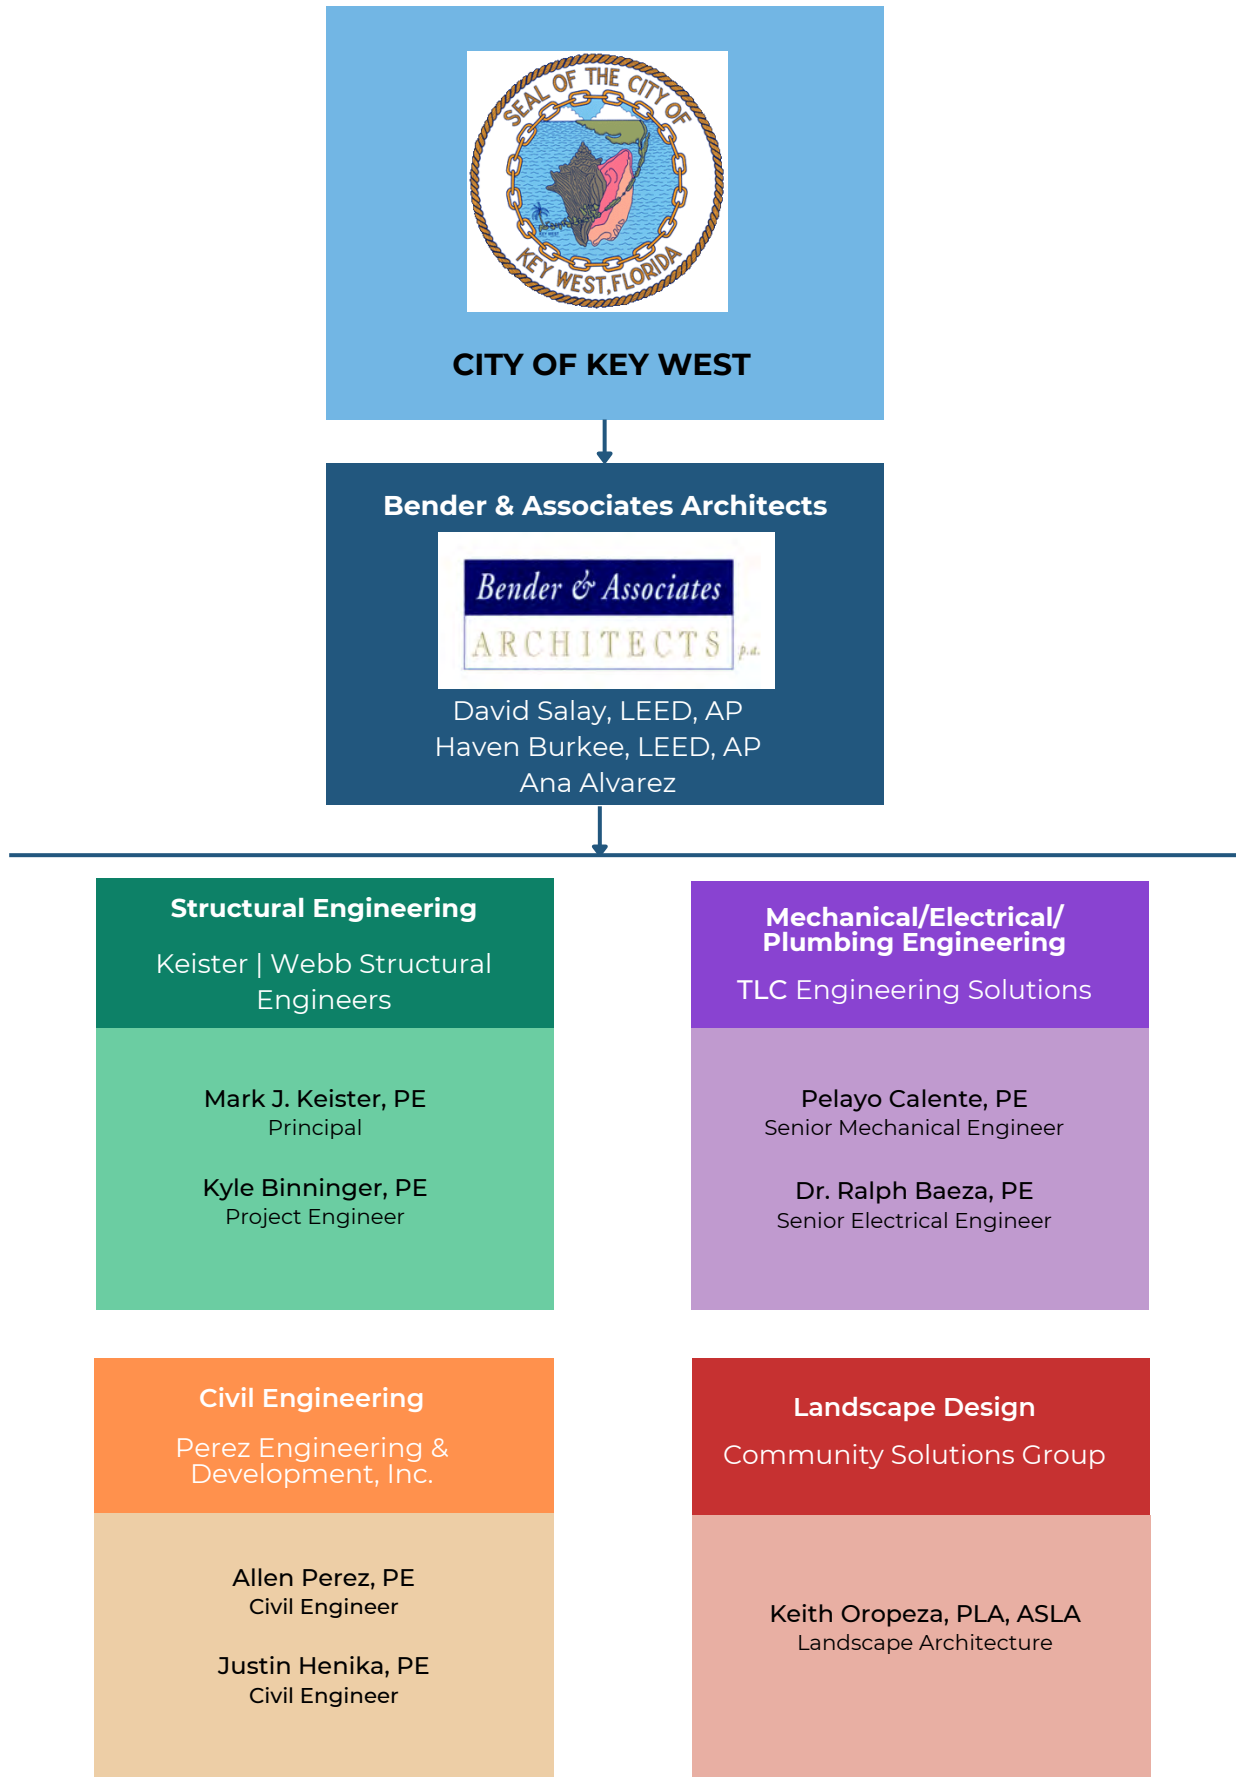 SEAL OF THE CITY OF
KEY WEST, FLORIDA
CITY OF KEY WEST
Bender & Associates Architects
Bender & Associates
ARCHITECTS p.a.
David Salay, LEED, AP
Haven Burkee, LEED, AP
Ana Alvarez
Structural Engineering
Keister | Webb Structural
Engineers
Mark J. Keister, PE
Principal
Kyle Binninger, PE
Project Engineer
Mechanical/Electrical/
Plumbing Engineering
TLC Engineering Solutions
Pelayo Calente, PE
Senior Mechanical Engineer
Dr. Ralph Baeza, PE
Senior Electrical Engineer
Civil Engineering
Perez Engineering &
Development, Inc.
Allen Perez, PE
Civil Engineer
Justin Henika, PE
Civil Engineer
Landscape Design
Community Solutions Group
Keith Oropeza, PLA, ASLA
Landscape Architecture